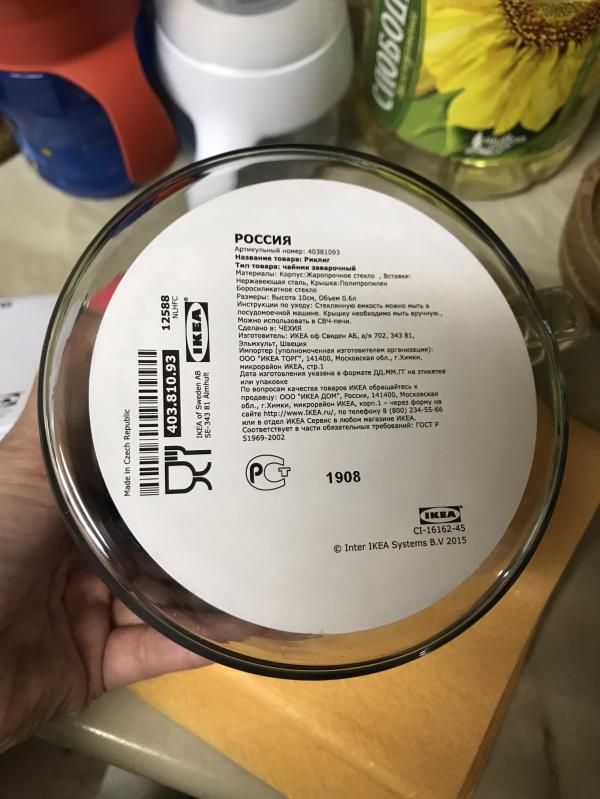 СЛОБОДА
РОССИЯ
Артикульный номер: 40381093
Название товара: Риклиг
Тип товара: чайник заварочный
Материалы: Корпус:Жаропрочное стекло , Вставки:
Нержавеющая сталь, Крышка:Полипропилен
Боросиликатное стекло
Размеры: Высота 10см, Объем 0.6л
Инструкции по уходу: Стеклянную емкость можно мыть в
посудомоечной машине. Крышку необходимо мыть вручную.,
Можно использовать в СВЧ-печи.
Сделано в: ЧЕХИЯ
Изготовитель: ИКЕА оф Свиден АБ, а/я 702, 343 81,
Эльмхульт, Швеция
Импортер (уполномоченная изготовителем организация):
ООО "ИКЕА ТОРГ", 141400, Московская обл., г.Химки,
микрорайон ИКЕА, стр.1
Дата изготовления указана в формате ДД.ММ.ГГ на этикетке
или упаковке
По вопросам качества товаров ИКЕА обращайтесь к
продавцу: ООО "ИКЕА ДОМ", Россия, 141400, Московская
обл., г.Химки, микрорайон ИКЕА, корп.1 - через форму на
сайте http://www.IKEA.ru/, по телефону 8 (800) 234-55-66
или в отдел ИКЕА Сервис в любом магазине ИКЕА.
Соответствует в части обязательных требований: ГОСТ Р
51969-2002
РСТ
1908
IKEA
CI-16162-45
© Inter IKEA Systems B.V 2015
Made in Czech Republic
403.810.93
12588
NLHFC
IKEA
IKEA of Sweden AB
SE-343 81 Älmhult